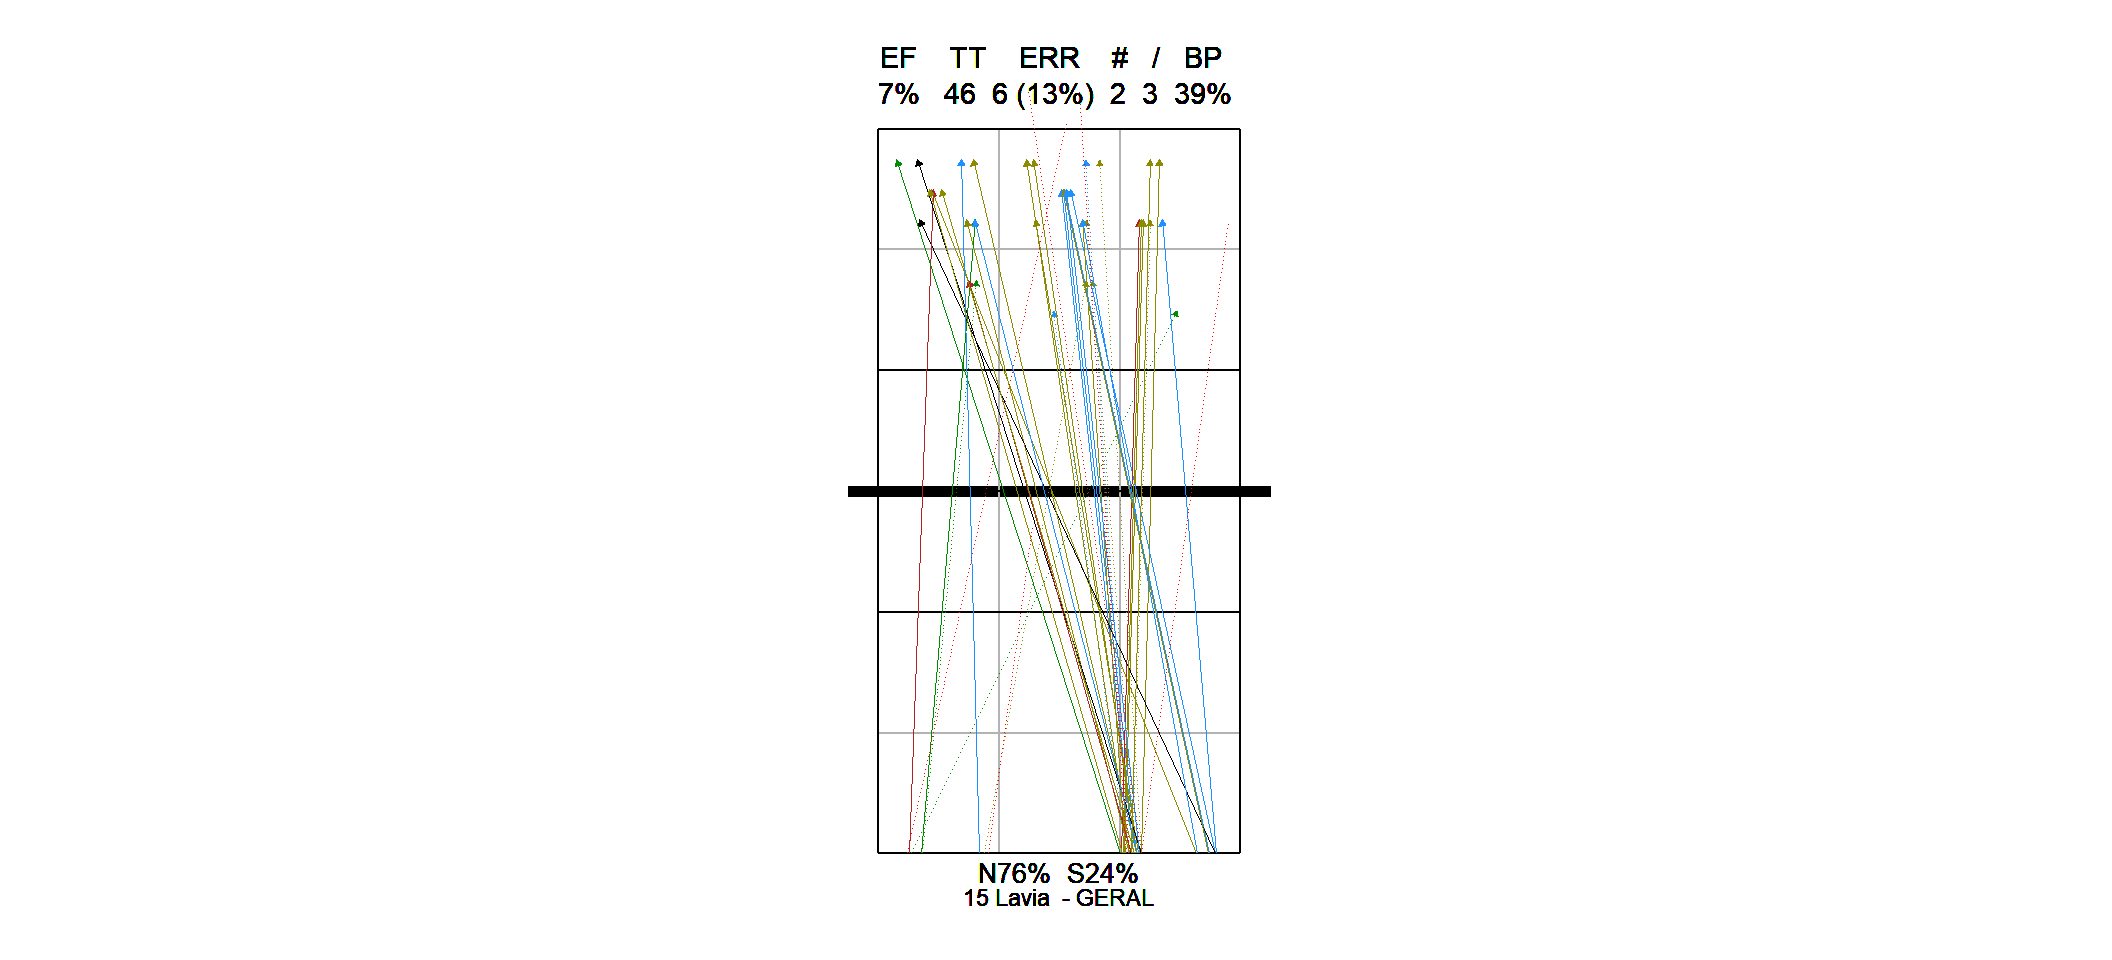 EF TT ERR # / BP
7% 46 6 (13%) 2 3 39%
N76% S24%
15 Lavia - GERAL